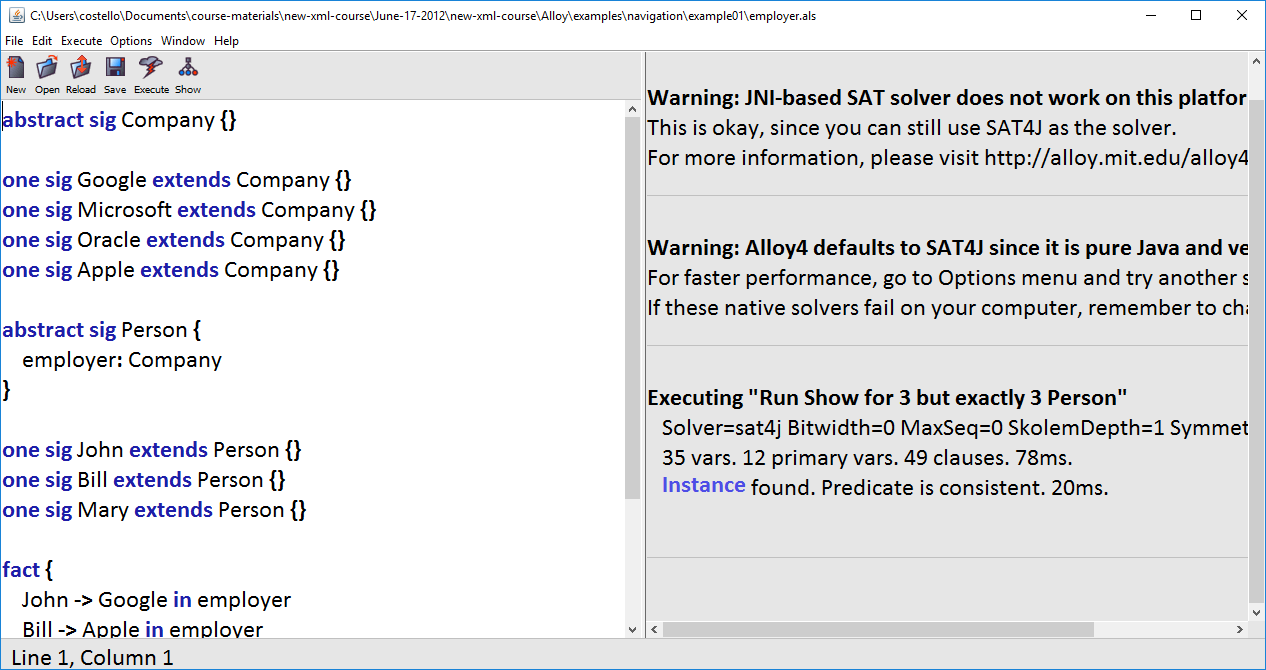 C:\Users\costello\Documents\course-materials\new-xml-course\June-17-2012\new-xml-course\Alloy\examples\navigation\example01\employer.als
File Edit Execute Options Window Help
New Open Reload Save Execute Show
abstract sig Company {}
one sig Google extends Company {}
one sig Microsoft extends Company {}
one sig Oracle extends Company {}
one sig Apple extends Company {}
abstract sig Person {
employer: Company
}
one sig John extends Person {}
one sig Bill extends Person {}
one sig Mary extends Person {}
fact {
John -> Google in employer
Bill -> Apple in employer
Warning: JNI-based SAT solver does not work on this platfor
This is okay, since you can still use SAT4J as the solver.
For more information, please visit http://alloy.mit.edu/alloy4
Warning: Alloy4 defaults to SAT4J since it is pure Java and ve
For faster performance, go to Options menu and try another s
If these native solvers fail on your computer, remember to cha
Executing "Run Show for 3 but exactly 3 Person"
Solver=sat4j Bitwidth=0 MaxSeq=0 SkolemDepth=1 Symmet
35 vars. 12 primary vars. 49 clauses. 78ms.
Instance found. Predicate is consistent. 20ms.
Line 1, Column 1